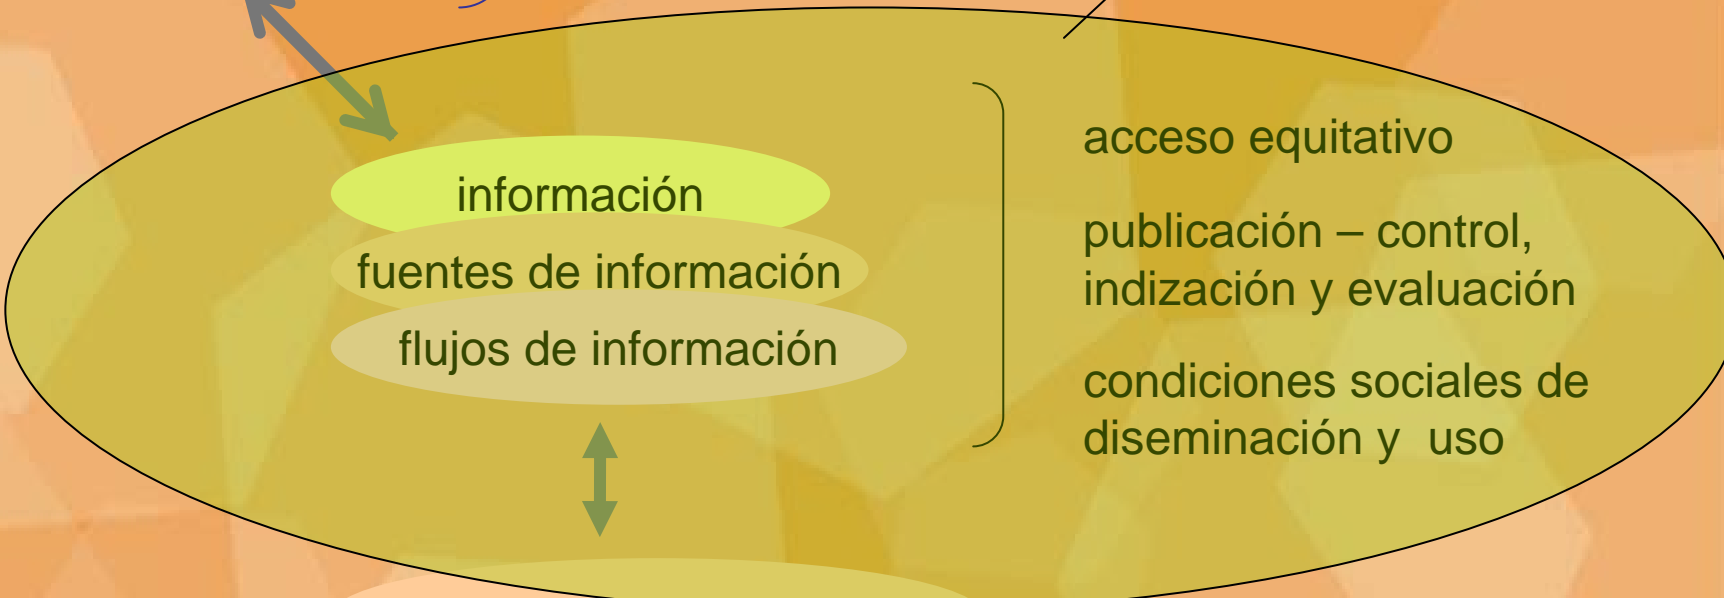 información
fuentes de información
flujos de información
acceso equitativo
publicación – control,
indización y evaluación
condiciones sociales de
diseminación y  uso